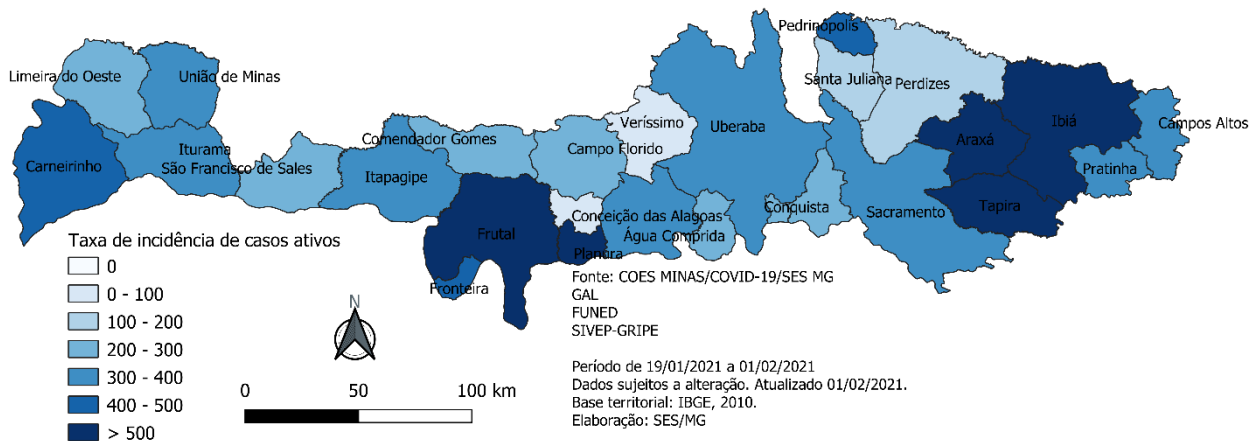 Pedrinópolis
Limeira do Oeste
União de Minas
Santa Juliana
Perdizes
Veríssimo
Uberaba
Ibiá
Campos Altos
Comendador Gomes
Araxá
Iturama
Campo Florido
Carneirinho
São Francisco de Sales
Pratinha
Itapagipe
Tapira
Conceição das Alagoas
Conquista
Sacramento
Frutal
Água Comprida
Planura
Fronteira
Taxa de incidência de casos ativos
0
0 - 100
100 - 200
200 - 300
300 - 400
400 - 500
> 500
N
0 50 100 km
Fonte: COES MINAS/COVID-19/SES MG
GAL
FUNED
SIVEP-GRIPE
Período de 19/01/2021 a 01/02/2021
Dados sujeitos a alteração. Atualizado 01/02/2021.
Base territorial: IBGE, 2010.
Elaboração: SES/MG